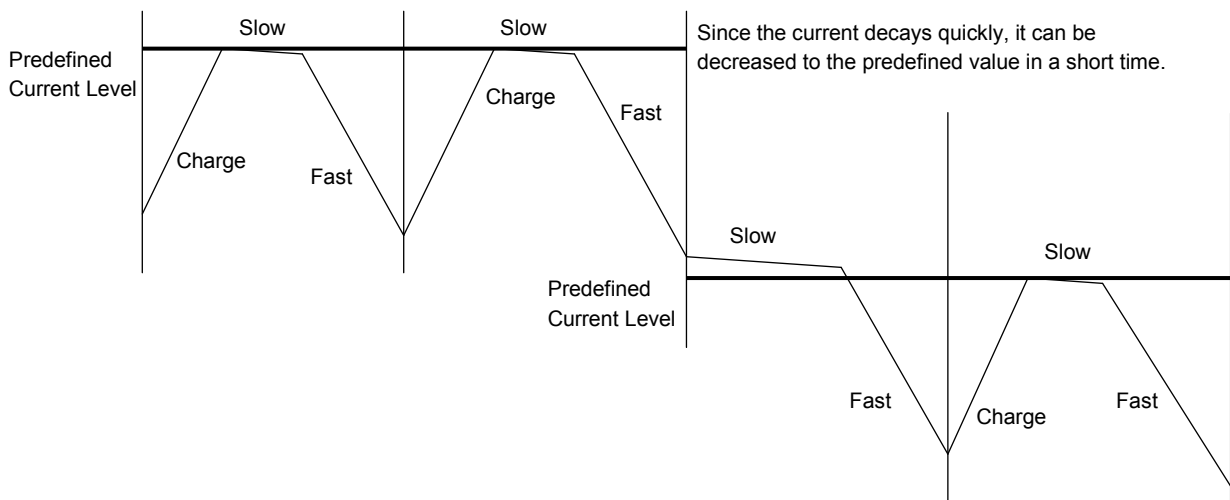 Slow
Slow
Since the current decays quickly, it can be
decreased to the predefined value in a short time.
Predefined
Current Level
Charge
Fast
Charge
Fast
Slow
Slow
Predefined
Current Level
Fast
Charge
Fast